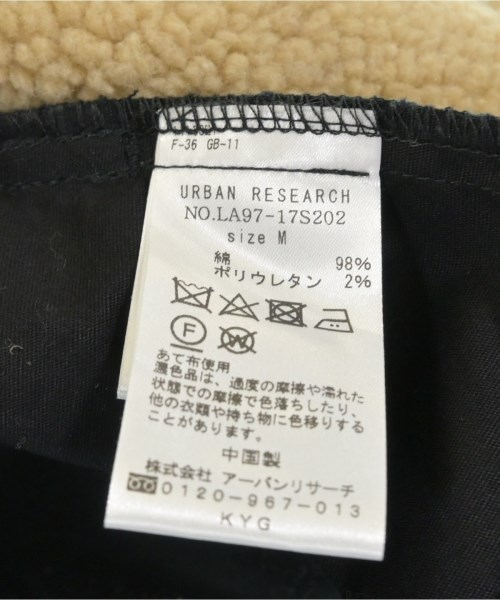 F-36 GB-11
URBAN RESEARCH
NO.LA97-17S202
size M
綿 98%
ポリウレタン 2%
F
W
あて布使用
濃色品は、過度の摩擦や濡れた
状態での摩擦で色落ちしたり、
他の衣類や持ち物に色移りする
ことがあります。
中国製
株式会社 アーバンリサーチ
0120-967-013
KYG